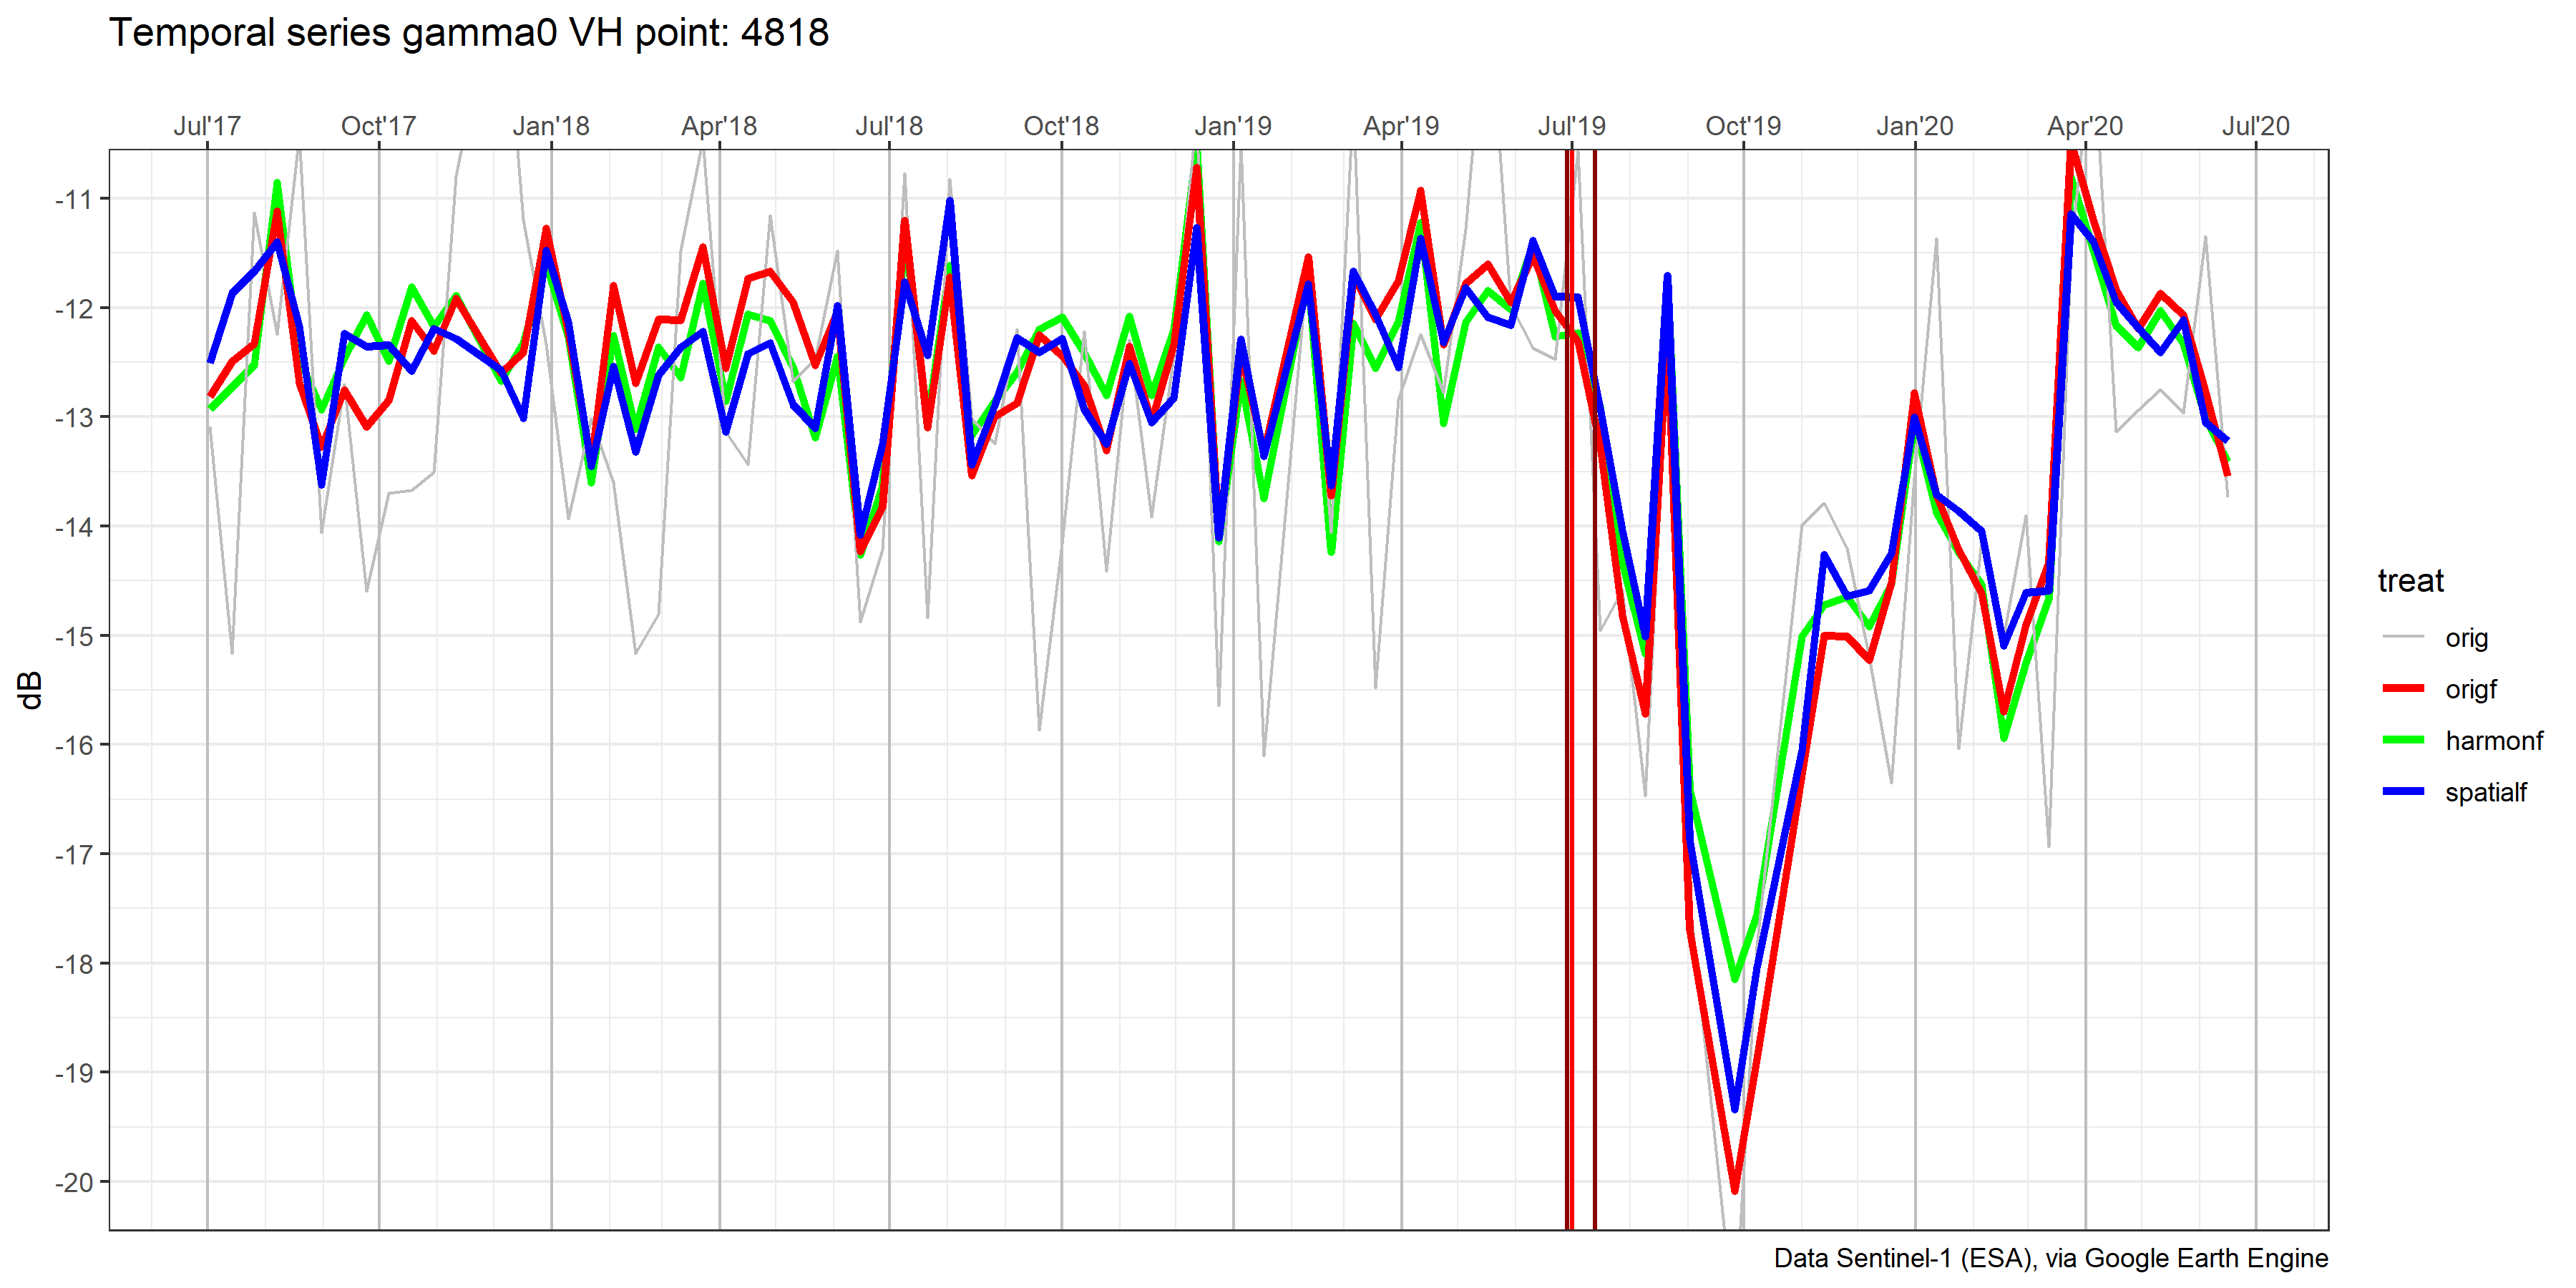 Temporal series gamma0 VH point: 4818
Jul'17 Oct'17 Jan'18 Apr'18 Jul'18 Oct'18 Jan'19 Apr'19 Jul'19 Oct'19 Jan'20 Apr'20 Jul'20
-11
-12
-13
-14
-15
-16
-17
-18
-19
-20
dB
treat
orig
origf
harmonf
spatialf
Data Sentinel-1 (ESA), via Google Earth Engine